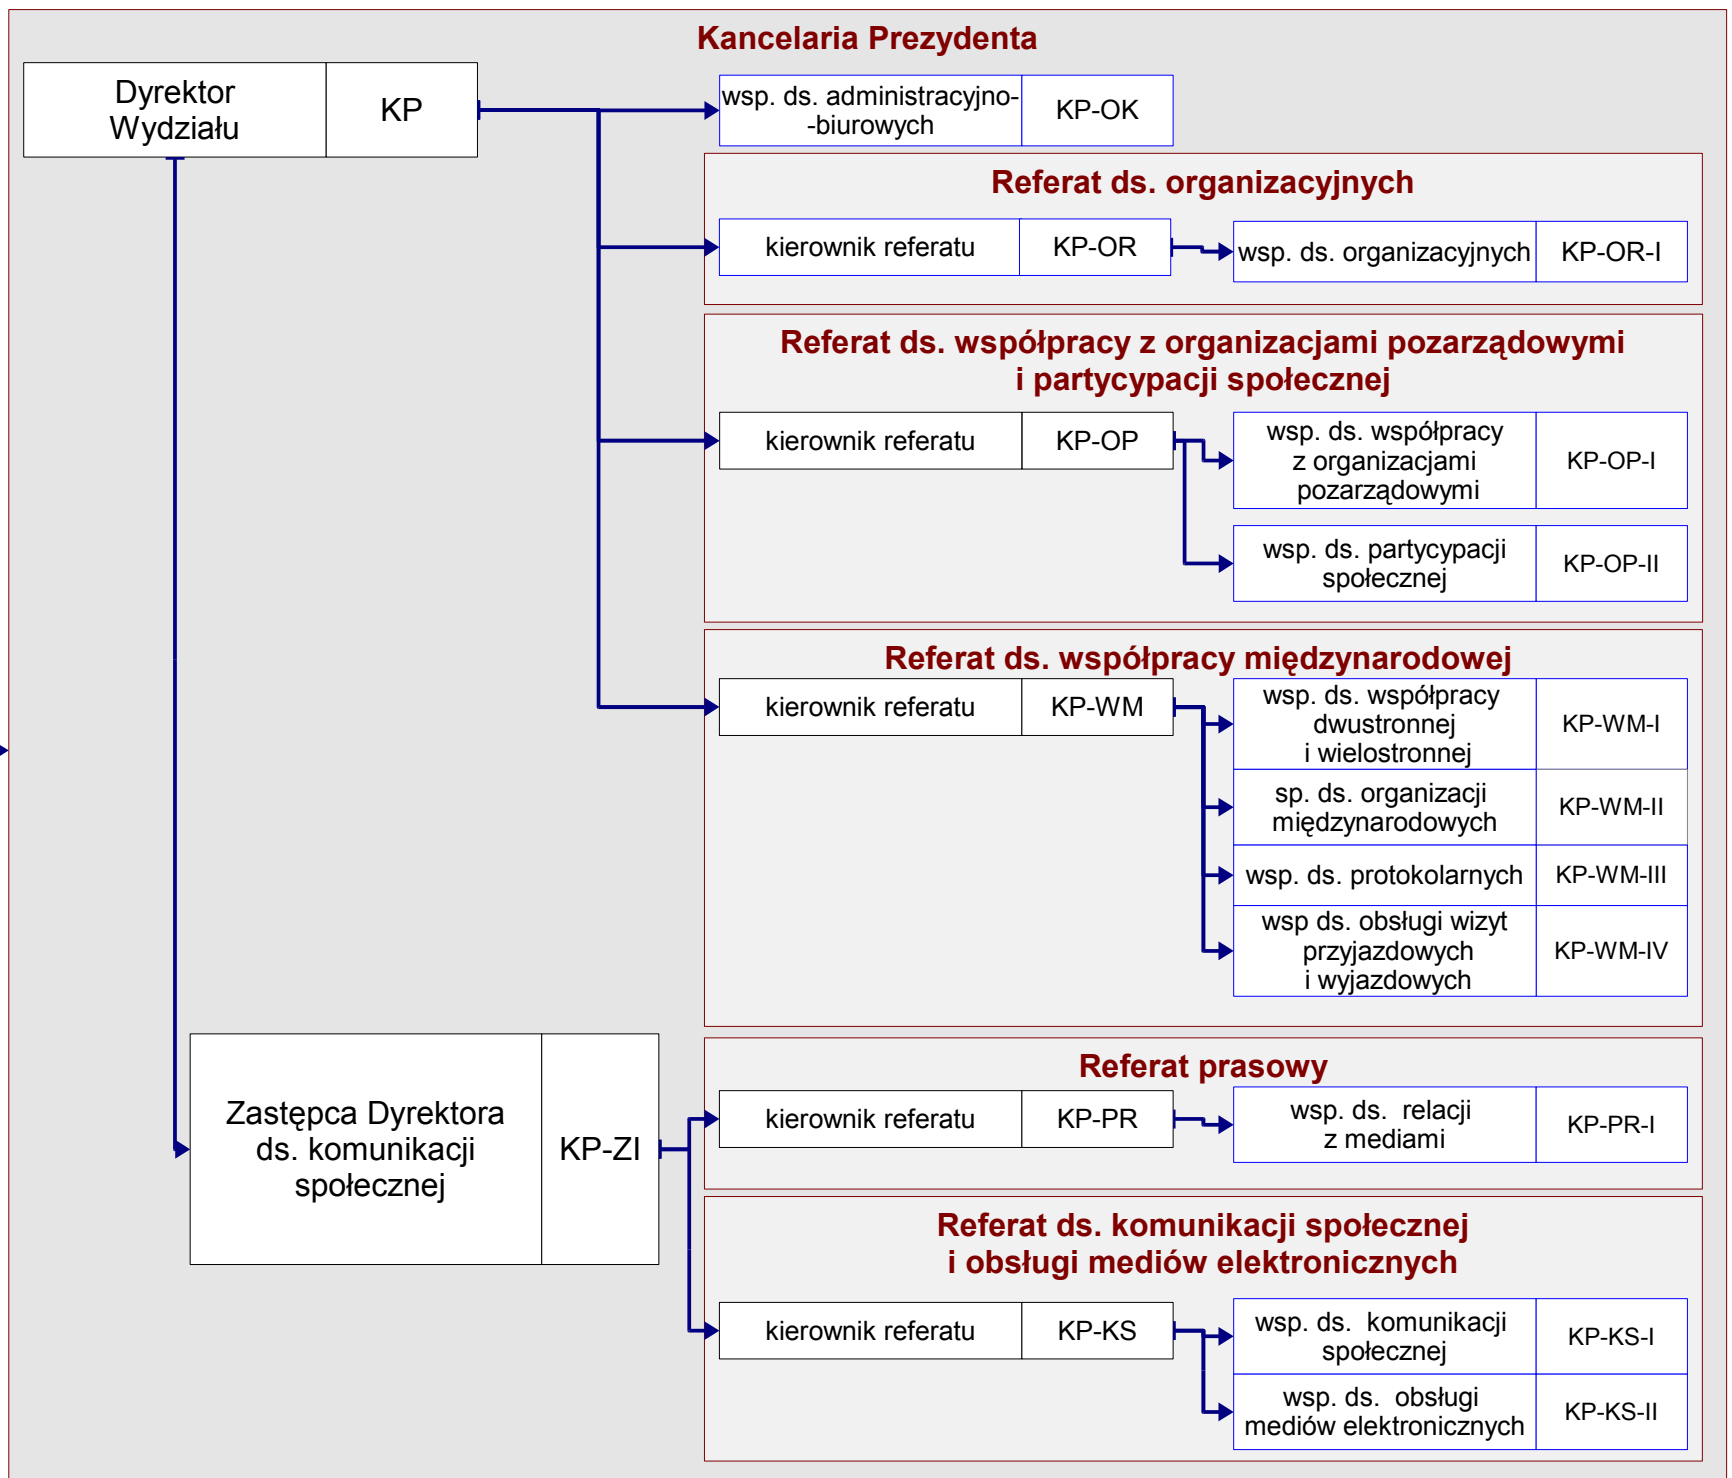 Kancelaria Prezydenta
Dyrektor
Wydziału
KP
wsp. ds. administracyjno-
-biurowych
KP-OK
Referat ds. organizacyjnych
kierownik referatu
KP-OR
wsp. ds. organizacyjnych
KP-OR-I
Referat ds. współpracy z organizacjami pozarządowymi
i partycypacji społecznej
kierownik referatu
KP-OP
wsp. ds. współpracy
z organizacjami
pozarządowymi
KP-OP-I
wsp. ds. partycypacji
społecznej
KP-OP-II
Referat ds. współpracy międzynarodowej
kierownik referatu
KP-WM
wsp. ds. współpracy
dwustronnej
i wielostronnej
KP-WM-I
sp. ds. organizacji
międzynarodowych
KP-WM-II
wsp. ds. protokolarnych
KP-WM-III
wsp ds. obsługi wizyt
przyjazdowych
i wyjazdowych
KP-WM-IV
Zastępca Dyrektora
ds. komunikacji
społecznej
KP-ZI
Referat prasowy
kierownik referatu
KP-PR
wsp. ds. relacji
z mediami
KP-PR-I
Referat ds. komunikacji społecznej
i obsługi mediów elektronicznych
kierownik referatu
KP-KS
wsp. ds. komunikacji
społecznej
KP-KS-I
wsp. ds. obsługi
mediów elektronicznych
KP-KS-II